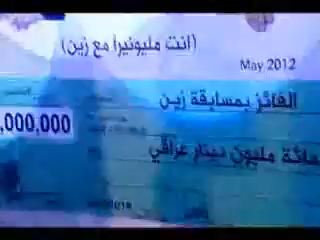 (انت مليونيرا مع زين)
May 2012
الفائز بمسابقة زين
,000,000
مائة مليون دينار عراقي